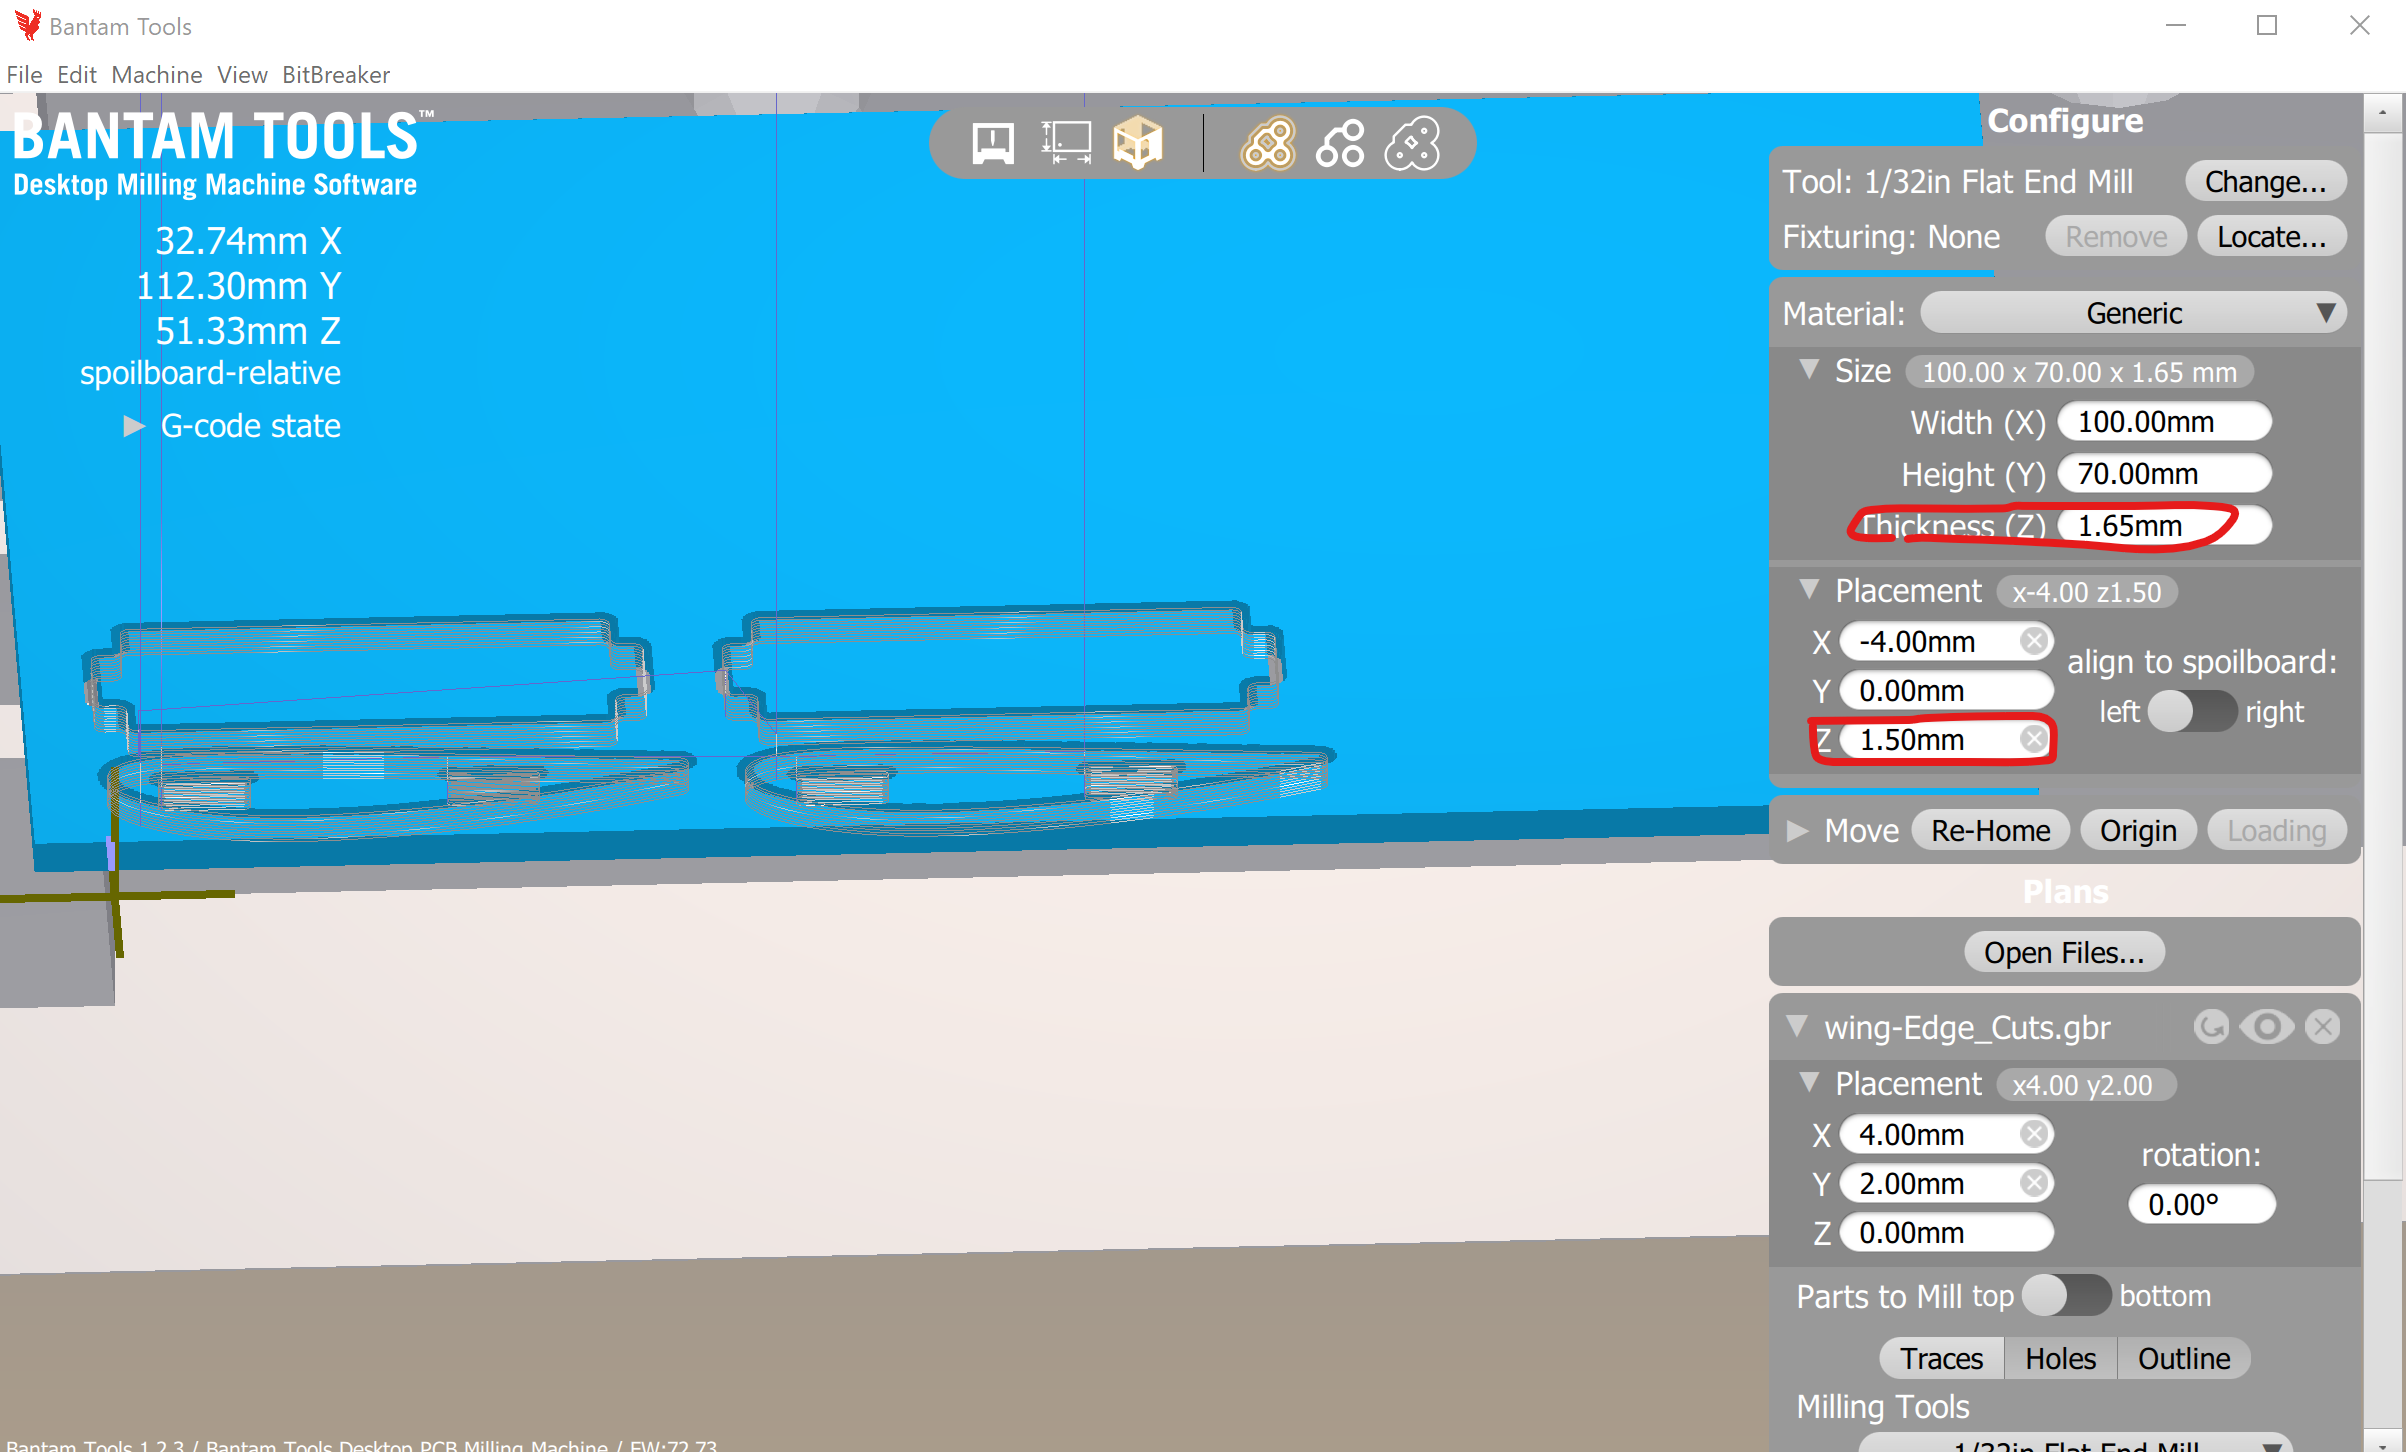 Bantam Tools
File Edit Machine View BitBreaker
BANTAM TOOLS™
Desktop Milling Machine Software
32.74mm X
112.30mm Y
51.33mm Z
spoilboard-relative
G-code state
Configure
Tool: 1/32in Flat End Mill Change...
Fixturing: None Remove Locate...
Material: Generic
Size 100.00 x 70.00 x 1.65 mm
Width (X) 100.00mm
Height (Y) 70.00mm
Thickness (Z) 1.65mm
Placement x-4.00 z1.50
X -4.00mm
align to spoilboard:
Y 0.00mm
left right
Z 1.50mm
Move Re-Home Origin Loading
Plans
Open Files...
wing-Edge_Cuts.gbr
Placement x4.00 y2.00
X 4.00mm
rotation:
Y 2.00mm
0.00°
Z 0.00mm
Parts to Mill top bottom
Traces Holes Outline
Milling Tools
1/32in Flat End Mill
Bantam Tools 1.2.3 / Bantam Tools Desktop PCB Milling Machine / FW:72.73